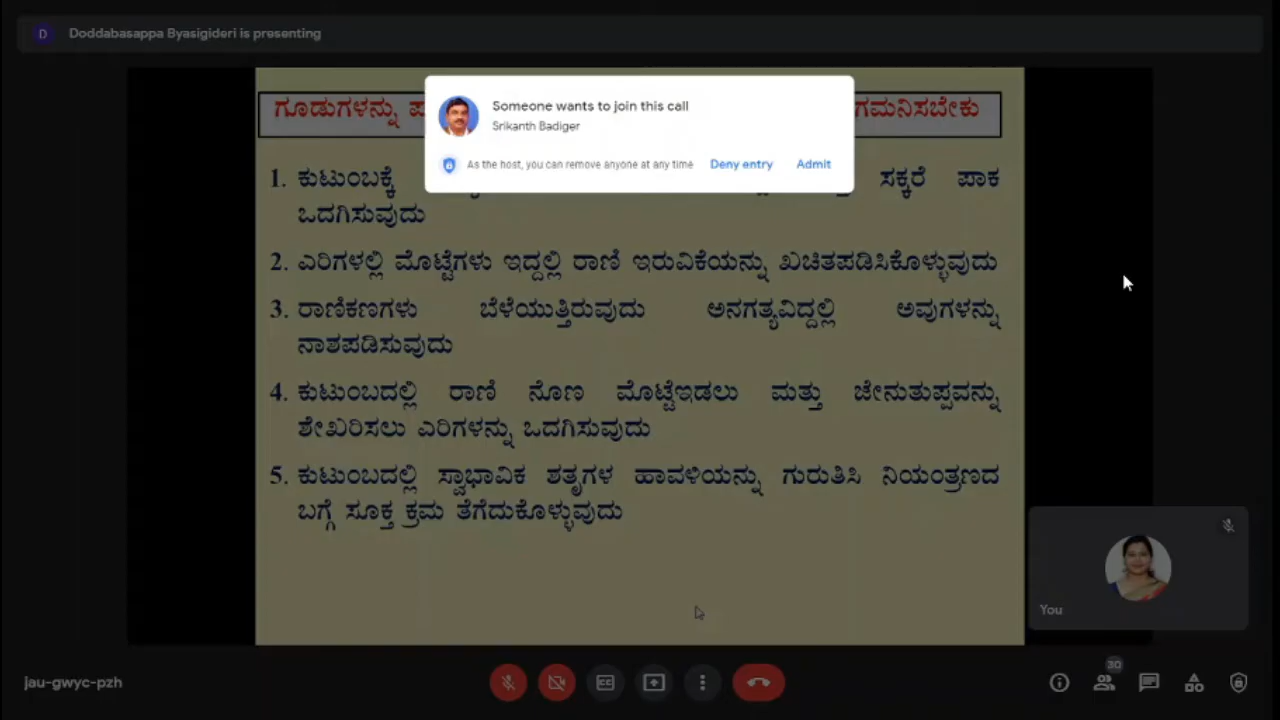 D Doddabasappa Byasigideri is presenting
Someone wants to join this call
Srikanth Badiger
As the host, you can remove anyone at any time Deny entry Admit
ಗೂಡುಗಳನ್ನು ಗಮನಿಸಬೇಕು
1. ಕುಟುಂಬಕ್ಕೆ ಸಕ್ಕರೆ ಪಾಕ
ಒದಗಿಸುವುದು
2. ಎರಿಗಳಲ್ಲಿ ಮೊಟ್ಟೆಗಳು ಇದ್ದಲ್ಲಿ ರಾಣಿ ಇರುವಿಕೆಯನ್ನು ಖಚಿತಪಡಿಸಿಕೊಳ್ಳುವುದು
3. ರಾಣಿಕಣಗಳು ಬೆಳೆಯುತ್ತಿರುವುದು ಅನಗತ್ಯವಿದ್ದಲ್ಲಿ ಅವುಗಳನ್ನು
ನಾಶಪಡಿಸುವುದು
4. ಕುಟುಂಬದಲ್ಲಿ ರಾಣಿ ನೊಣ ಮೊಟ್ಟೆಇಡಲು ಮತ್ತು ಜೇನುತುಪ್ಪವನ್ನು
ಶೇಖರಿಸಲು ಎರಿಗಳನ್ನು ಒದಗಿಸುವುದು
5. ಕುಟುಂಬದಲ್ಲಿ ಸ್ವಾಭಾವಿಕ ಶತೃಗಳ ಹಾವಳಿಯನ್ನು ಗುರುತಿಸಿ ನಿಯಂತ್ರಣದ
ಬಗ್ಗೆ ಸೂಕ್ತ ಕ್ರಮ ತೆಗೆದುಕೊಳ್ಳುವುದು
You
jau-gwyc-pzh
CC
30